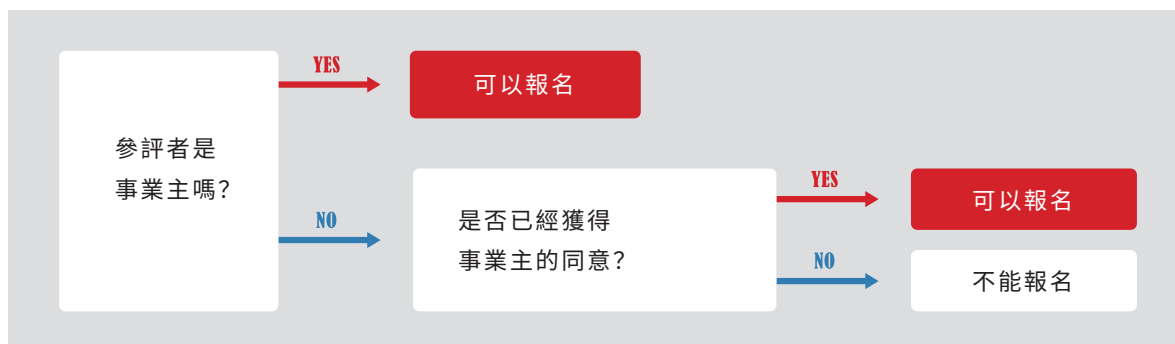 參評者是
事業主嗎？
YES
可以報名
NO
是否已經獲得
事業主的同意？
YES
可以報名
NO
不能報名